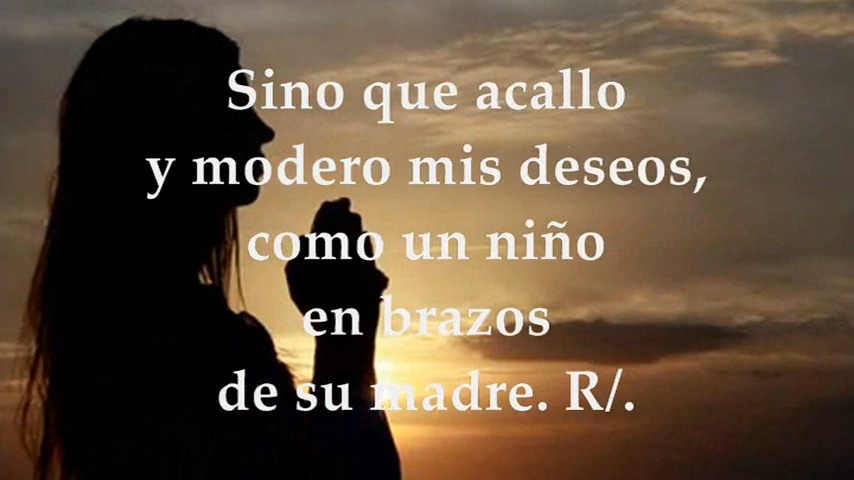 Sino que acallo
y modero mis deseos,
como un niño
en brazos
de su madre. R/.